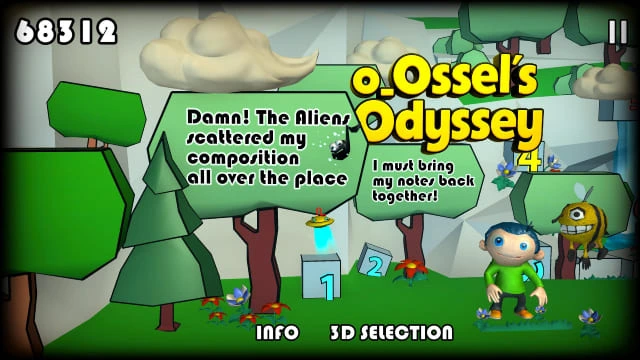 68312
o_Ossel's
Odyssey
Damn! The Aliens
scattered my
composition
all over the place
I must bring
my notes back
together!
4
1
2
INFO
3D SELECTION